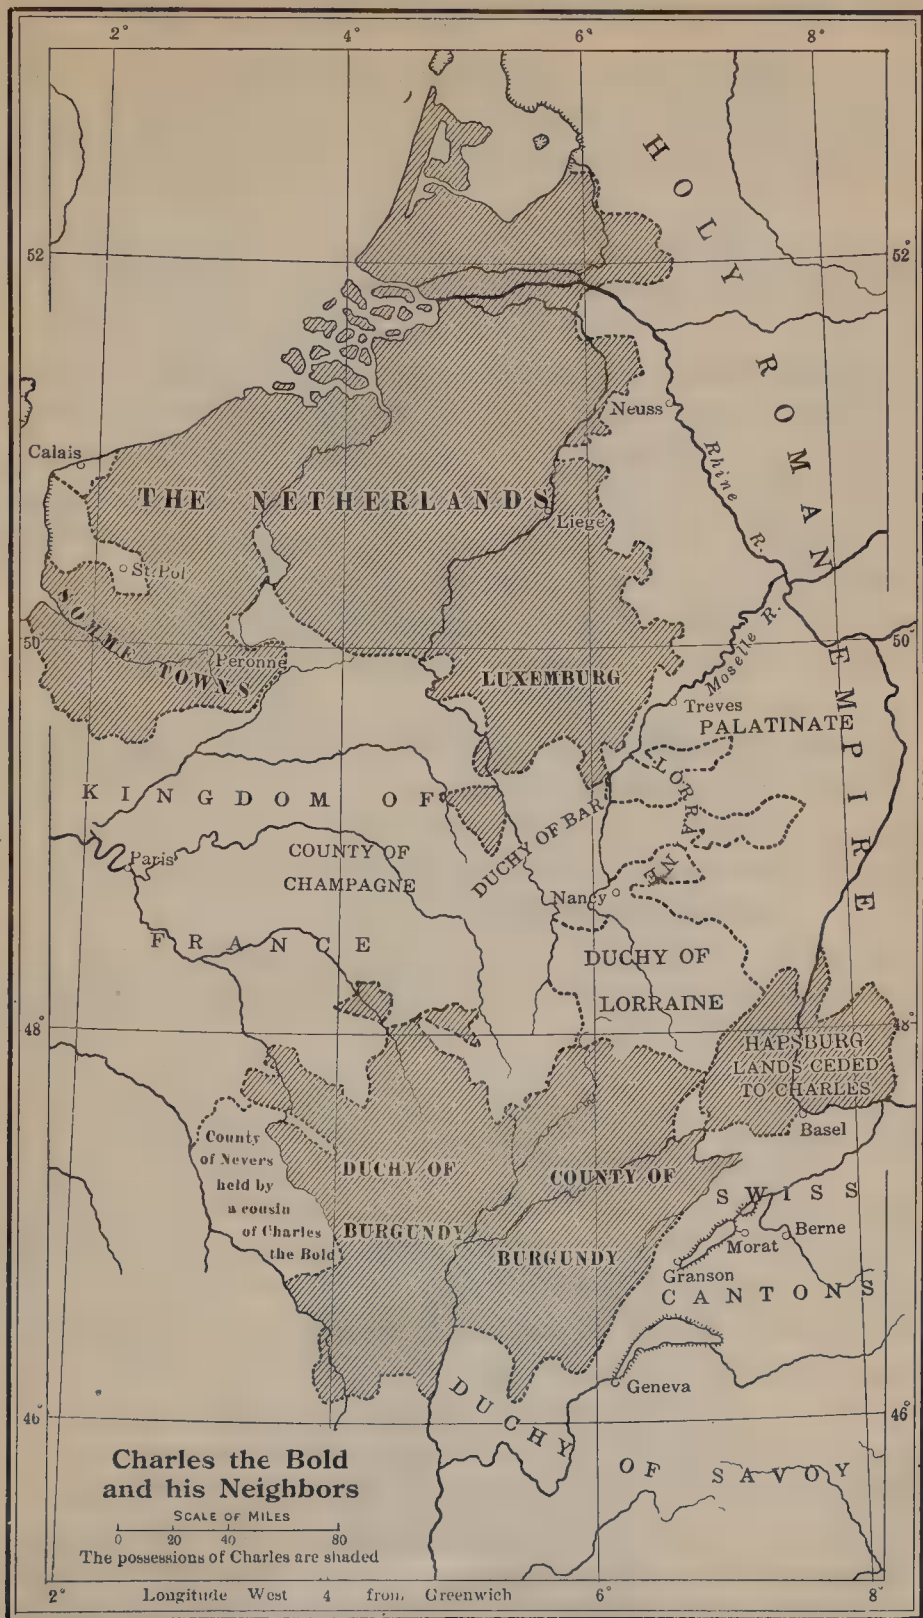 2° 4° 6° 8°
HOLY ROMAN EMPIRE
52 52°
Neuss
Rhine R.
Calais
THE NETHERLANDS
Liege
St. Pol
SOMME TOWNS
Peronne
50 50°
LUXEMBURG
Moselle R.
Treves
PALATINATE
LORRAINE
KINGDOM OF
FRANCE
DUCHY OF BAR
Paris
COUNTY OF
CHAMPAGNE
Nancy
DUCHY OF
LORRAINE
48° 48°
HAPSBURG
LANDS CEDED
TO CHARLES
Basel
County
of Nevers
held by
a cousin
of Charles
the Bold
DUCHY OF
BURGUNDY
COUNTY OF
BURGUNDY
SWISS
CANTONS
Berne
Morat
Granson
Geneva
DUCHY
OF SAVOY
46° 46°
Charles the Bold
and his Neighbors
SCALE OF MILES
0 20 40 80
The possessions of Charles are shaded
2° Longitude West 4 from Greenwich 6° 8°